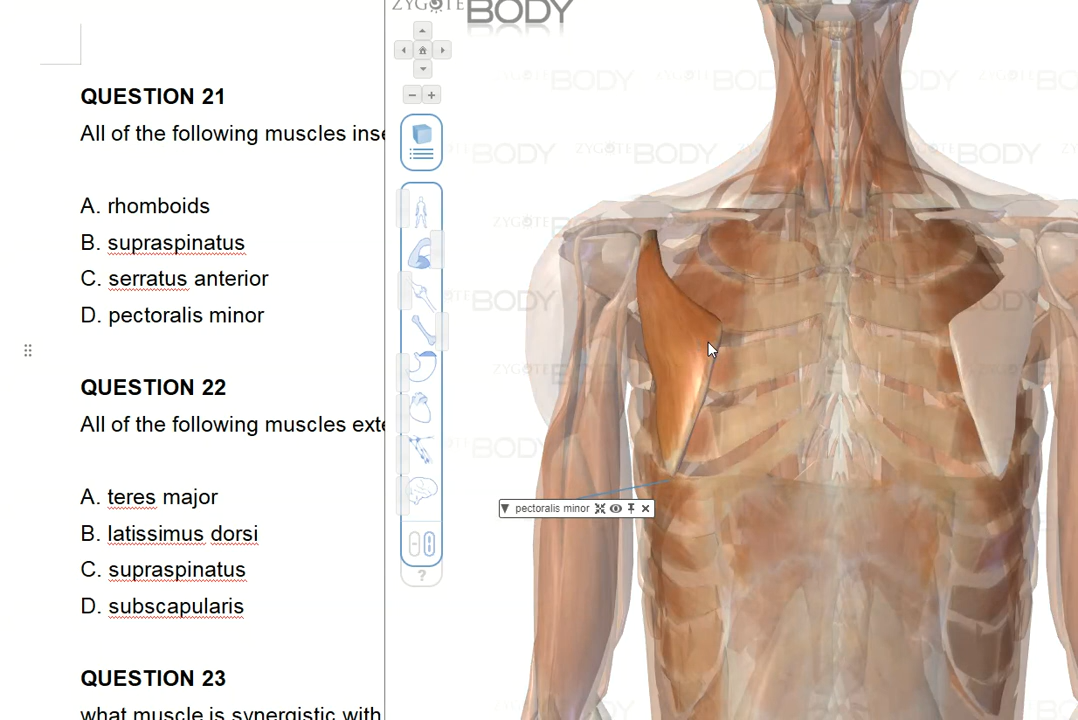 QUESTION 21
All of the following muscles inse
A. rhomboids
B. supraspinatus
C. serratus anterior
D. pectoralis minor
QUESTION 22
All of the following muscles exte
A. teres major
B. latissimus dorsi
C. supraspinatus
D. subscapularis
QUESTION 23
what muscle is synergistic with
ZYGOTE BODY
pectoralis minor
?